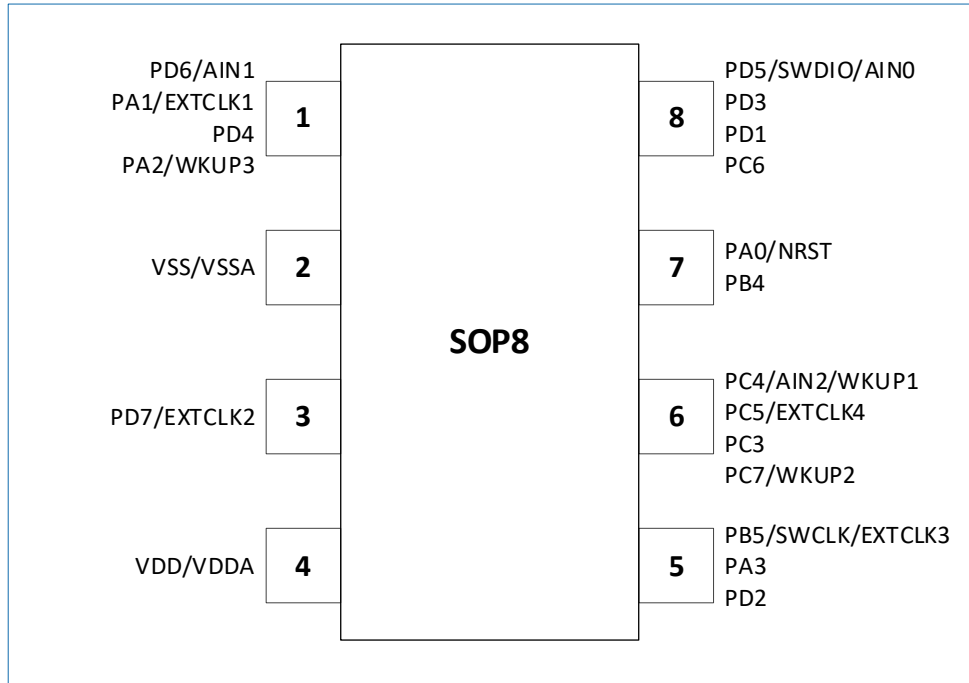 PD6/AIN1
PA1/EXTCLK1
PD4
PA2/WKUP3
1
VSS/VSSA
2
PD7/EXTCLK2
3
VDD/VDDA
4
SOP8
8
PD5/SWDIO/AIN0
PD3
PD1
PC6
7
PA0/NRST
PB4
6
PC4/AIN2/WKUP1
PC5/EXTCLK4
PC3
PC7/WKUP2
5
PB5/SWCLK/EXTCLK3
PA3
PD2